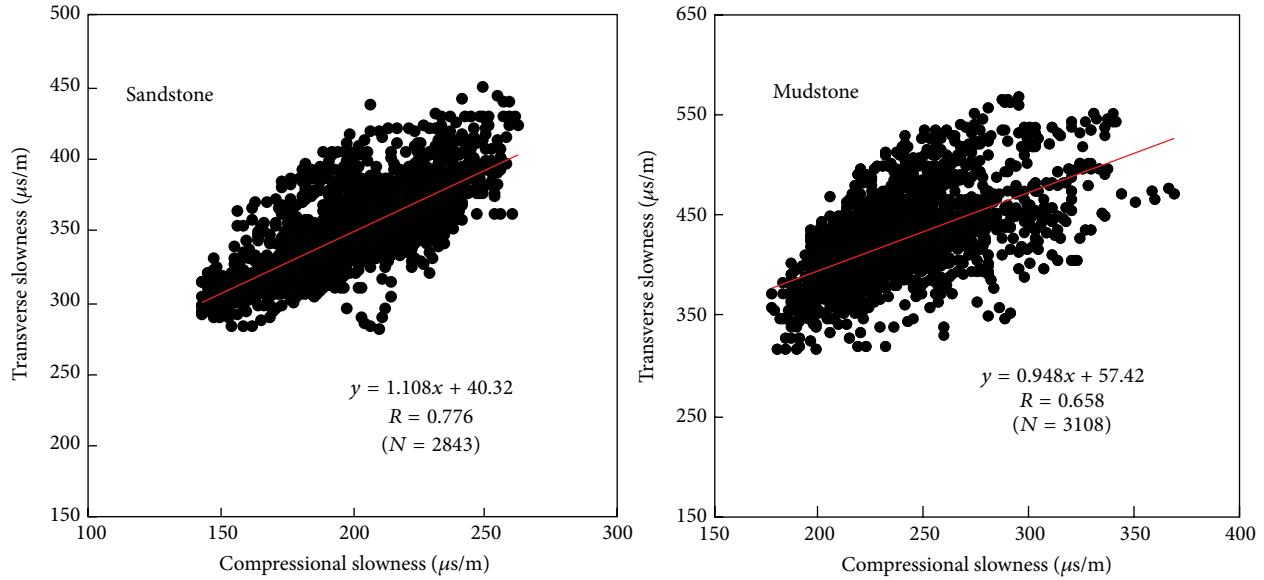 500
450
400
350
300
250
200
150
Transverse slowness (μs/m)
Sandstone
y = 1.108x + 40.32
R = 0.776
(N = 2843)
100
150
200
250
300
Compressional slowness (μs/m)
650
550
450
350
250
150
Transverse slowness (μs/m)
Mudstone
y = 0.948x + 57.42
R = 0.658
(N = 3108)
150
200
250
300
350
400
Compressional slowness (μs/m)